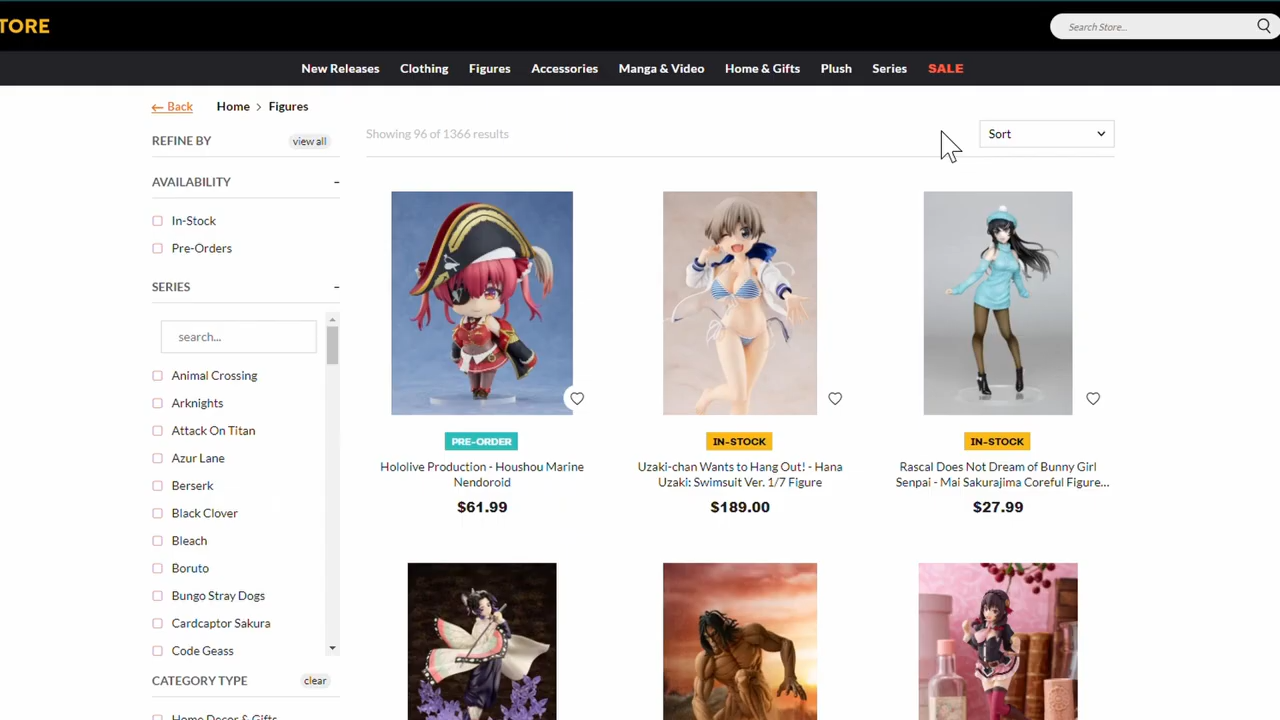 TORE
Search Store...
New Releases Clothing Figures Accessories Manga & Video Home & Gifts Plush Series SALE
← Back Home > Figures
REFINE BY view all
Showing 96 of 1366 results
Sort
AVAILABILITY -
In-Stock
Pre-Orders
SERIES -
search...
Animal Crossing
Arknights
Attack On Titan
Azur Lane
Berserk
Black Clover
Bleach
Boruto
Bungo Stray Dogs
Cardcaptor Sakura
Code Geass
CATEGORY TYPE clear
Home Decor & Gifts
PRE-ORDER
Hololive Production - Houshou Marine
Nendoroid
$61.99
IN-STOCK
Uzaki-chan Wants to Hang Out! - Hana
Uzaki: Swimsuit Ver. 1/7 Figure
$189.00
IN-STOCK
Rascal Does Not Dream of Bunny Girl
Senpai - Mai Sakurajima Coreful Figure...
$27.99